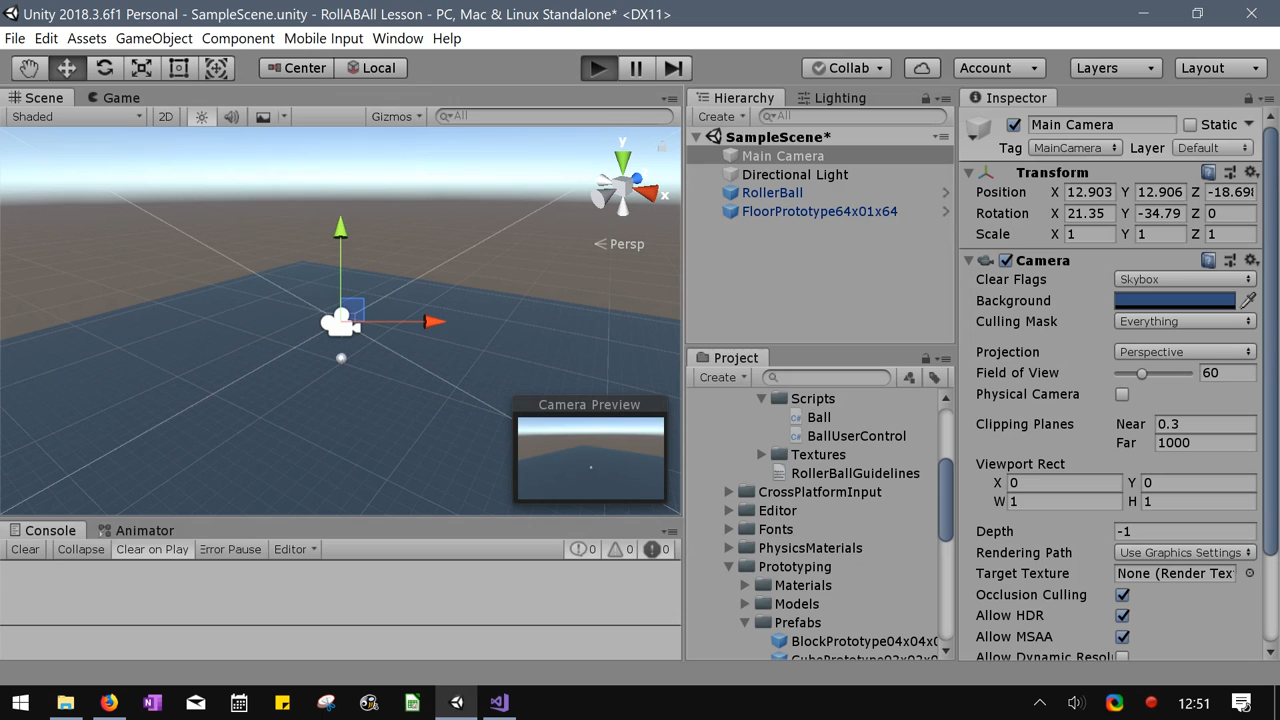 Unity 2018.3.6f1 Personal - SampleScene.unity - RollABAll Lesson - PC, Mac & Linux Standalone* <DX11>
File Edit Assets GameObject Component Mobile Input Window Help
Center Local Collab Account Layers Layout
Scene Game
Shaded 2D Gizmos All
y
x
Persp
Camera Preview
Console Animator
Clear Collapse Clear on Play Error Pause Editor 0 0 0
Hierarchy Lighting
Create All
SampleScene*
Main Camera
Directional Light
RollerBall
FloorPrototype64x01x64
Project
Create
Scripts
Ball
BallUserControl
Textures
RollerBallGuidelines
CrossPlatformInput
Editor
Fonts
PhysicsMaterials
Prototyping
Materials
Models
Prefabs
BlockPrototype04x04x0
CubePrototype02x02x0
Inspector
Main Camera Static
Tag MainCamera Layer Default
Transform
Position X 12.903 Y 12.906 Z -18.698
Rotation X 21.35 Y -34.79 Z 0
Scale X 1 Y 1 Z 1
Camera
Clear Flags Skybox
Background
Culling Mask Everything
Projection Perspective
Field of View 60
Physical Camera
Clipping Planes Near 0.3
Far 1000
Viewport Rect
X 0 Y 0
W 1 H 1
Depth -1
Rendering Path Use Graphics Settings
Target Texture None (Render Tex
Occlusion Culling
Allow HDR
Allow MSAA
Allow Dynamic Resol
12:51